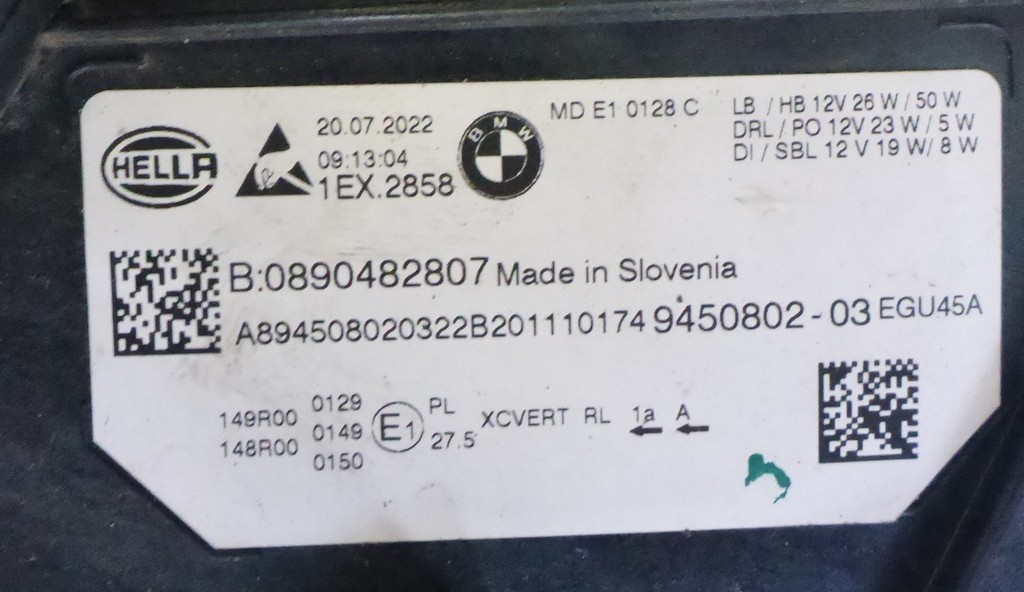 HELLA
20.07.2022
09:13:04
1EX.2858
BMW
MD E1 0128 C
LB / HB 12V 26 W / 50 W
DRL / PO 12V 23 W / 5 W
DI / SBL 12 V 19 W / 8 W
B:0890482807 Made in Slovenia
A894508020322B201110174 9450802 - 03 EGU45A
149R00 0129
148R00 0149
0150
E1
PL
27.5
XCVERT RL 1a A